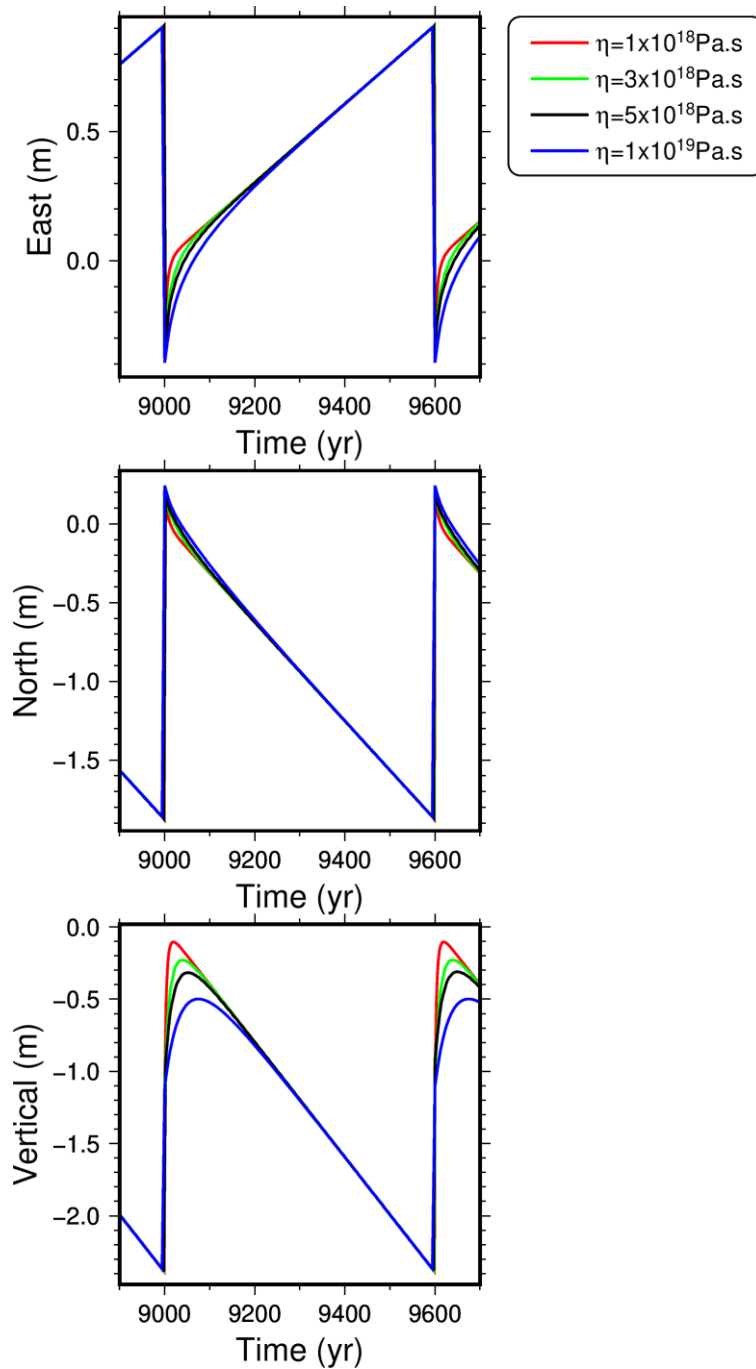 η=1x10¹⁸Pa.s
η=3x10¹⁸Pa.s
η=5x10¹⁸Pa.s
η=1x10¹⁹Pa.s
East (m)
0.5
0.0
9000 9200 9400 9600
Time (yr)
North (m)
0.0
−0.5
−1.0
−1.5
9000 9200 9400 9600
Time (yr)
Vertical (m)
0.0
−0.5
−1.0
−1.5
−2.0
9000 9200 9400 9600
Time (yr)